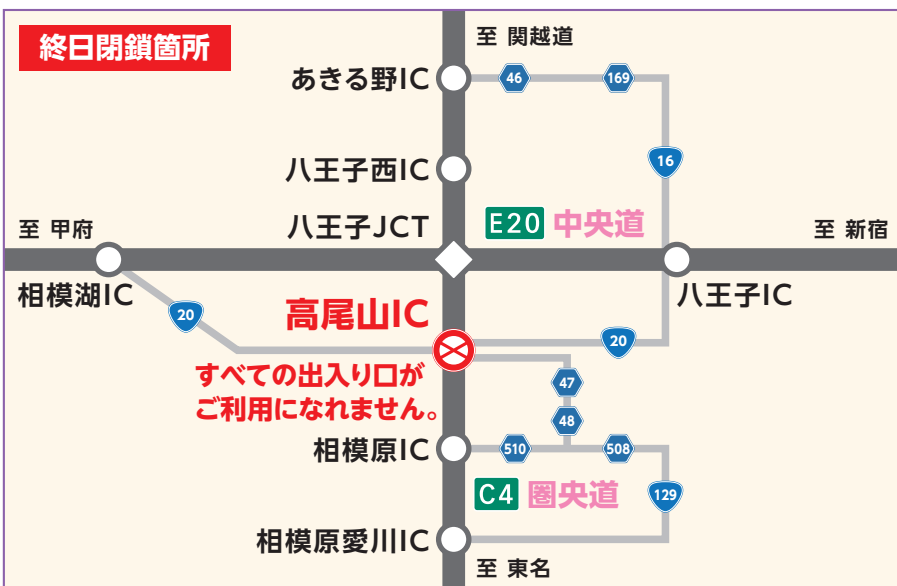 終日閉鎖箇所
至 関越道
あきる野IC
46
169
八王子西IC
16
至 甲府
八王子JCT
E20 中央道
至 新宿
相模湖IC
八王子IC
20
高尾山IC
20
すべての出入り口が
ご利用になれません。
47
48
相模原IC
510
508
C4 圏央道
129
相模原愛川IC
至 東名